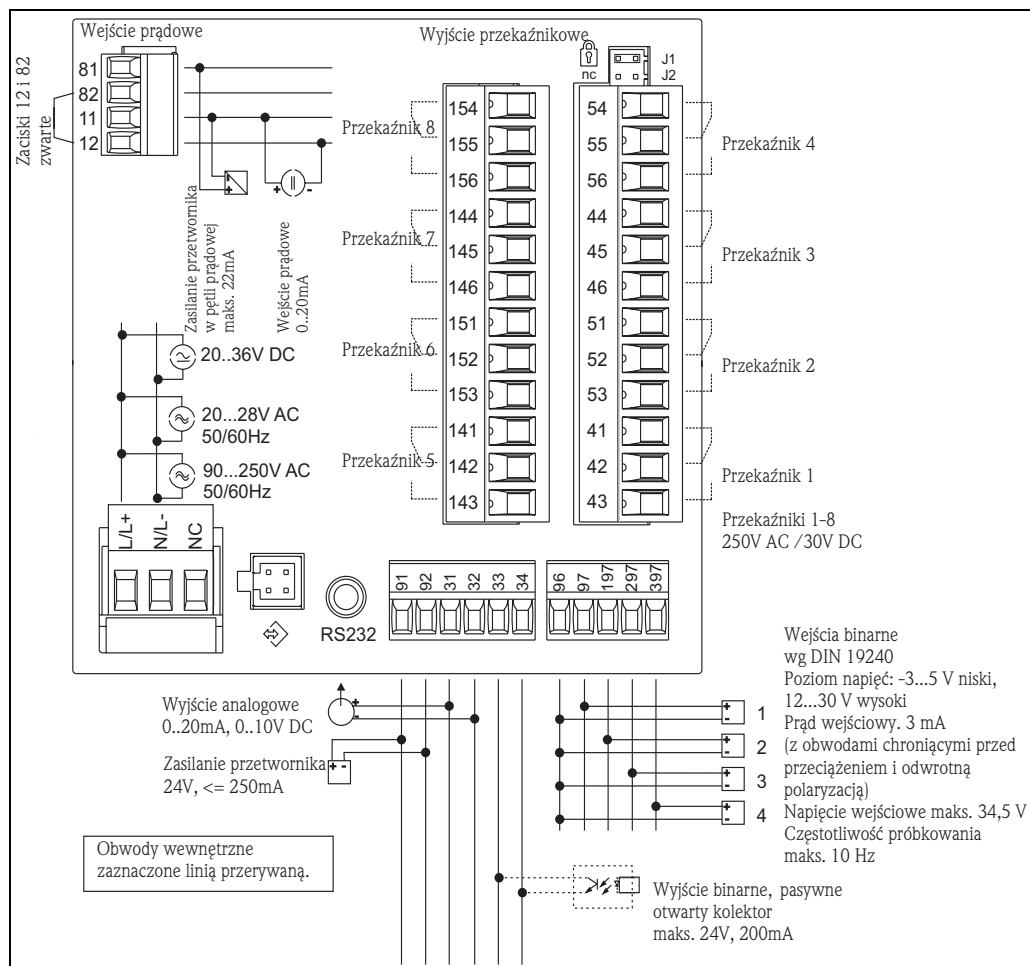 Wejście prądowe
Wyjście przekaźnikowe
Zaciski 12 i 82
zwarte
81
82
11
12
nc
J1
J2
Zasilanie przetwornika
w pętli prądowej
maks. 22mA
Wejście prądowe
0..20mA
+
-
Przekaźnik 8
154
155
156
Przekaźnik 7
144
145
146
Przekaźnik 6
151
152
153
Przekaźnik 5
141
142
143
54
55
56
Przekaźnik 4
44
45
46
Przekaźnik 3
51
52
53
Przekaźnik 2
41
42
43
Przekaźnik 1
Przekaźniki 1-8
250V AC /30V DC
20..36V DC
20...28V AC
50/60Hz
90...250V AC
50/60Hz
L/L+
N/L-
NC
RS232
91
92
31
32
33
34
96
97
197
297
397
Wyjście analogowe
0..20mA, 0..10V DC
+
-
Zasilanie przetwornika
24V, <= 250mA
+ -
Obwody wewnętrzne
zaznaczone linią przerywaną.
+
- 1
+
- 2
+
- 3
+
- 4
Wejścia binarne
wg DIN 19240
Poziom napięć: -3...5 V niski,
12...30 V wysoki
Prąd wejściowy. 3 mA
(z obwodami chroniącymi przed
przeciążeniem i odwrotną
polaryzacją)
Napięcie wejściowe maks. 34,5 V
Częstotliwość próbkowania
maks. 10 Hz
Wyjście binarne, pasywne
otwarty kolektor
maks. 24V, 200mA